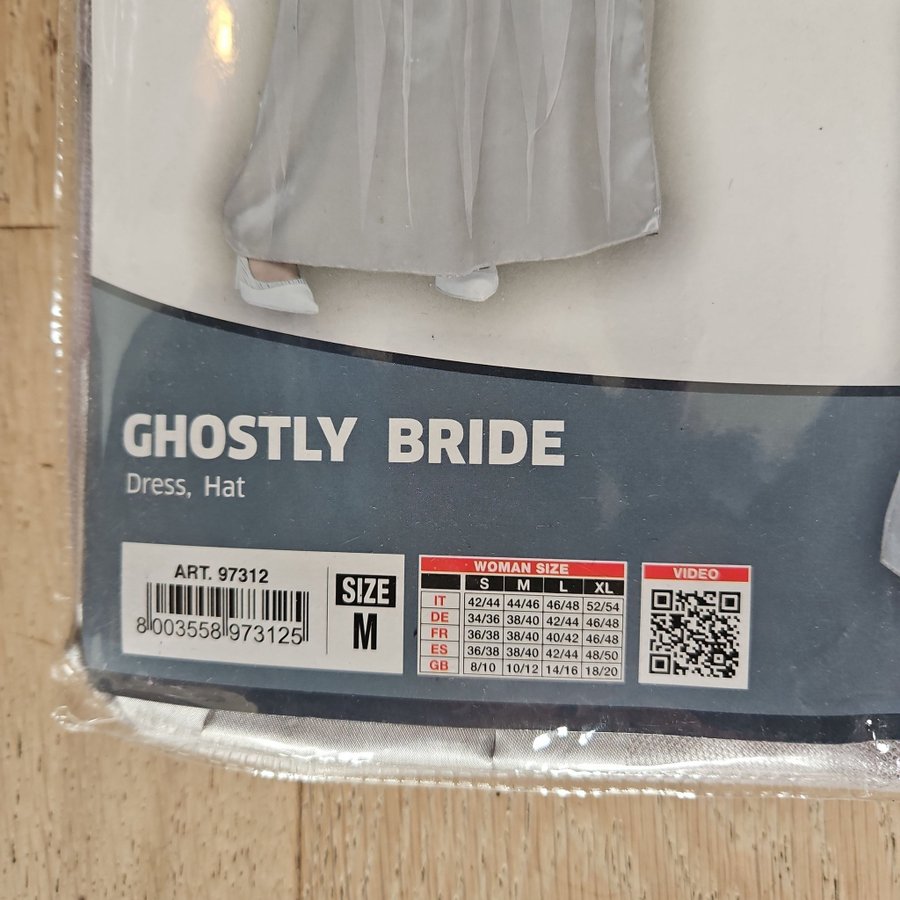 GHOSTLY BRIDE
Dress, Hat
ART. 97312
8 003558 973125
SIZE
M
WOMAN SIZE
S M L XL
IT 42/44 44/46 46/48 52/54
DE 34/36 38/40 42/44 46/48
FR 36/38 38/40 40/42 46/48
ES 36/38 38/40 42/44 48/50
GB 8/10 10/12 14/16 18/20
VIDEO